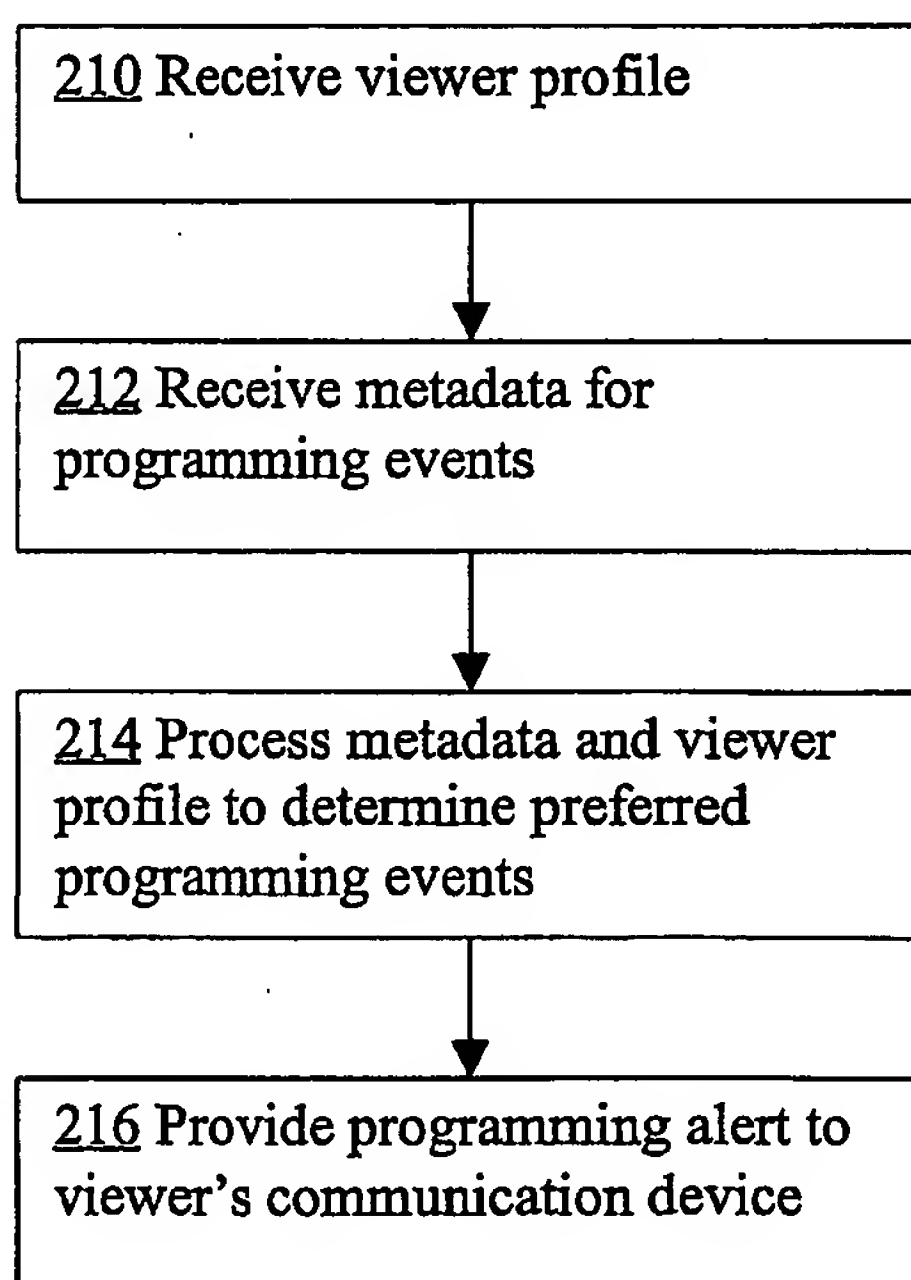 210 Receive viewer profile
212 Receive metadata for
programming events
214 Process metadata and viewer
profile to determine preferred
programming events
216 Provide programming alert to
viewer’s communication device